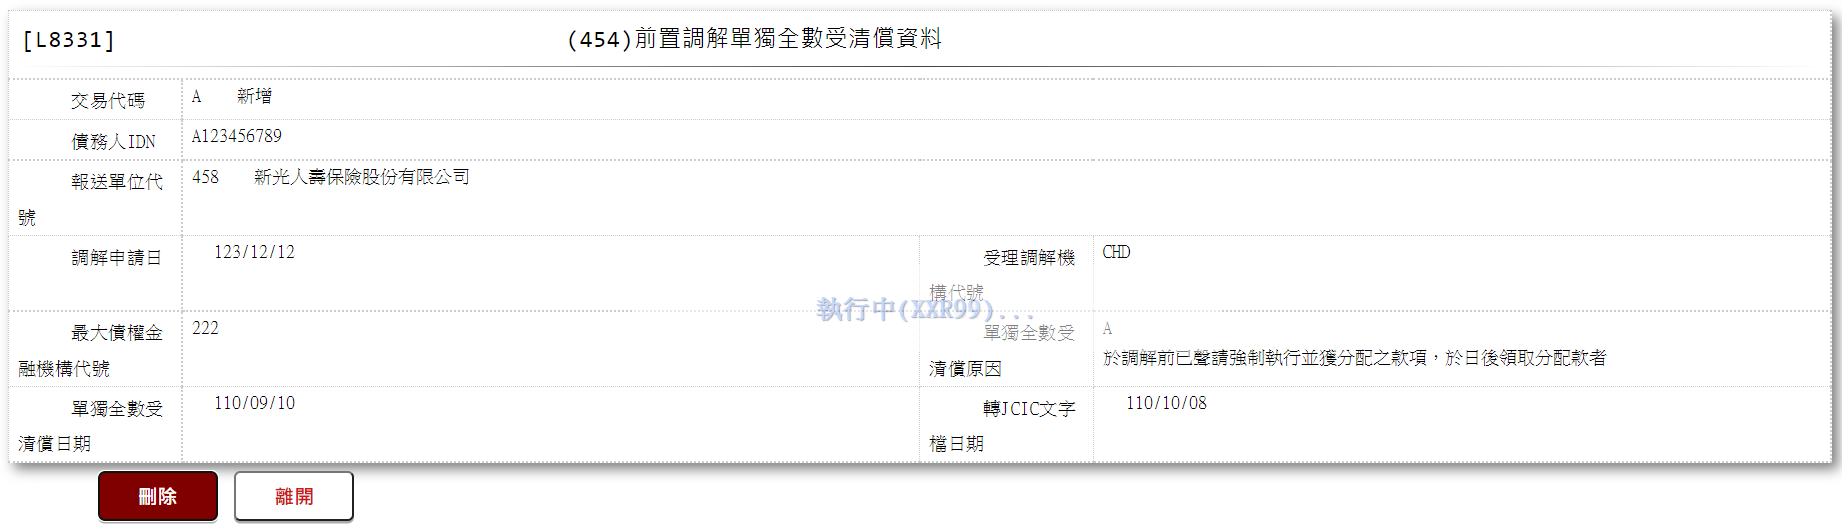 [L8331] (454)前置調解單獨全數受清償資料
交易代碼 A 新增
債務人IDN A123456789
報送單位代號 458 新光人壽保險股份有限公司
調解申請日 123/12/12
受理調解機構代號 CHD
執行中(XXR99)...
最大債權金融機構代號 222
單獨全數受清償原因 A
於調解前已聲請強制執行並獲分配之款項，於日後領取分配款者
單獨全數受清償日期 110/09/10
轉JCIC文字檔日期 110/10/08
刪除 離開